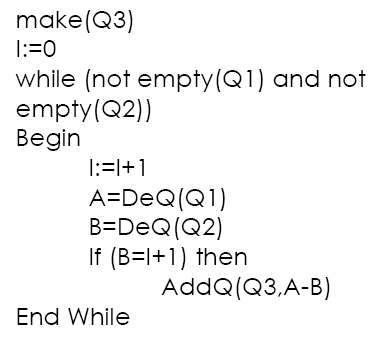 make(Q3)
I:=0
while (not empty(Q1) and not
empty(Q2))
Begin
I:=I+1
A=DeQ(Q1)
B=DeQ(Q2)
If (B=I+1) then
AddQ(Q3,A-B)
End While